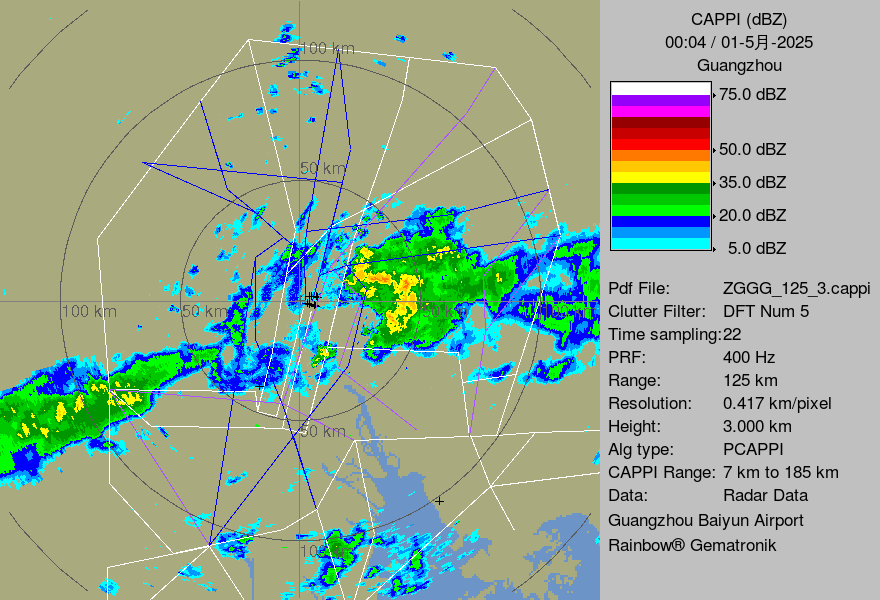 CAPPI (dBZ)
00:04 / 01-5月-2025
Guangzhou
75.0 dBZ
50.0 dBZ
35.0 dBZ
20.0 dBZ
5.0 dBZ
Pdf File: ZGGG_125_3.cappi
Clutter Filter: DFT Num 5
Time sampling:22
PRF: 400 Hz
Range: 125 km
Resolution: 0.417 km/pixel
Height: 3.000 km
Alg type: PCAPPI
CAPPI Range: 7 km to 185 km
Data: Radar Data
Guangzhou Baiyun Airport
Rainbow® Gematronik
100 km
50 km
100 km 50 km 50 km
50 km
100 km